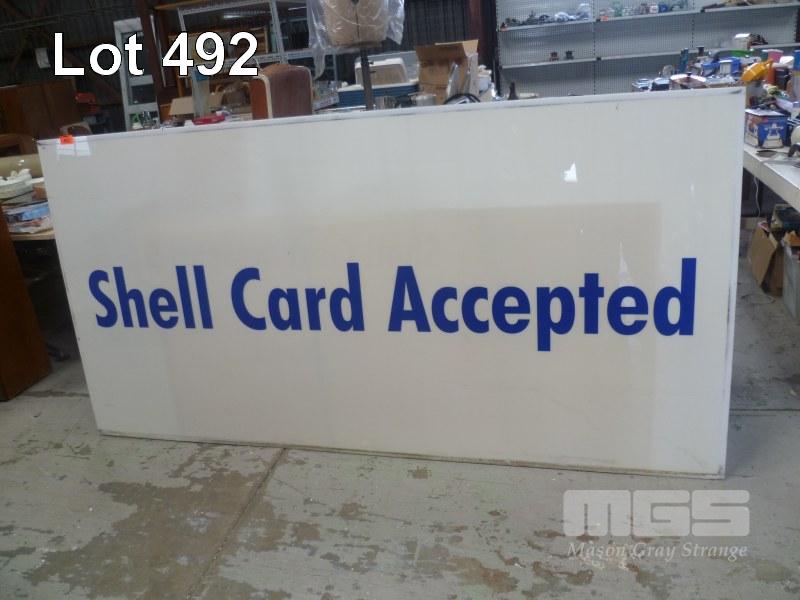 Lot 492
Shell Card Accepted
MGS
Mason Gray Strange